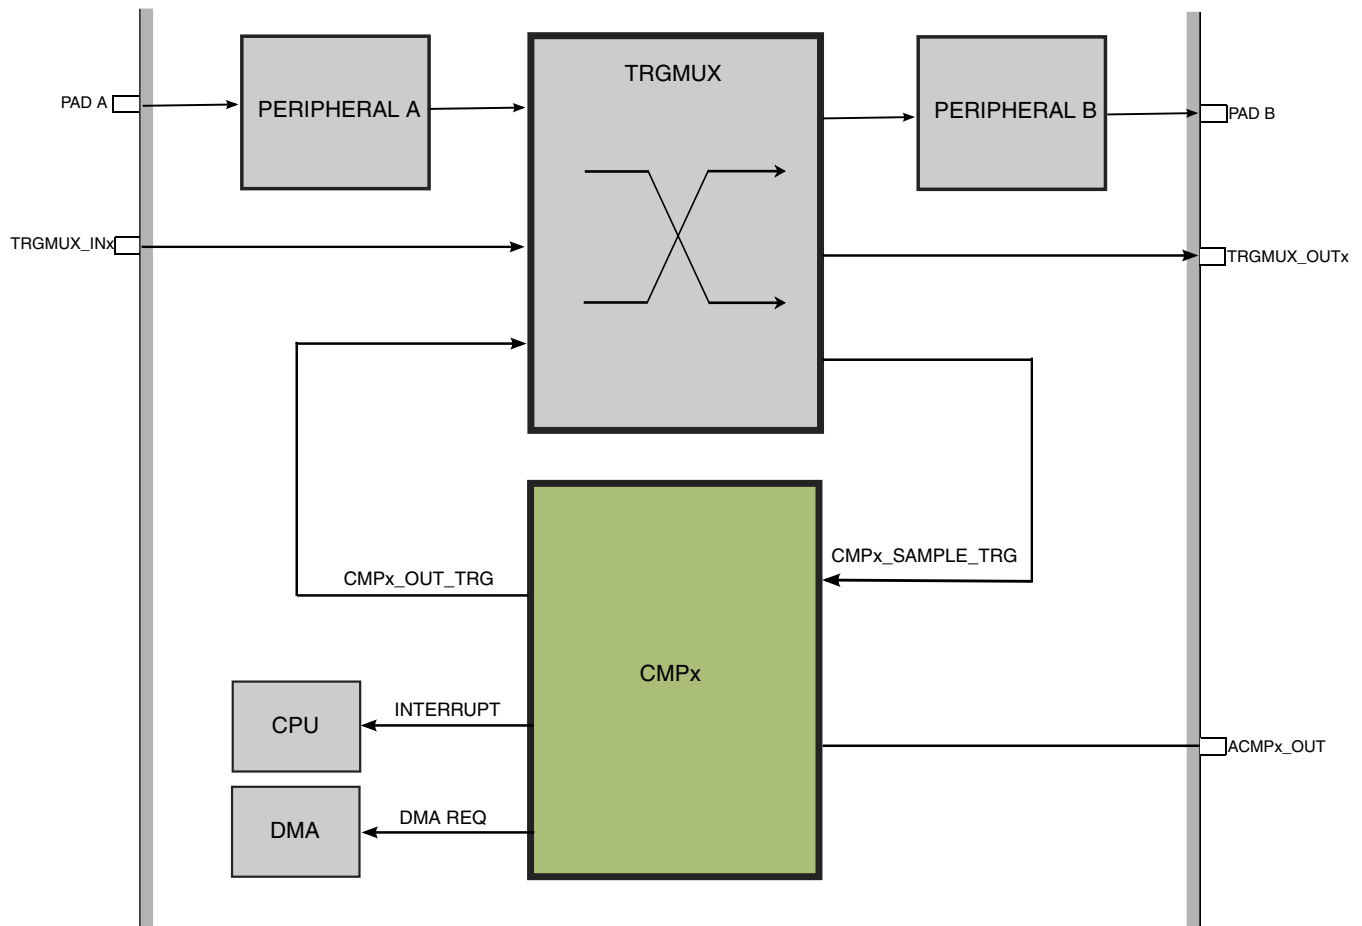 TRGMUX
PAD A
PERIPHERAL A
PERIPHERAL B
PAD B
TRGMUX_INx
TRGMUX_OUTx
CMPx_SAMPLE_TRG
CMPx_OUT_TRG
CMPx
INTERRUPT
CPU
ACMPx_OUT
DMA REQ
DMA